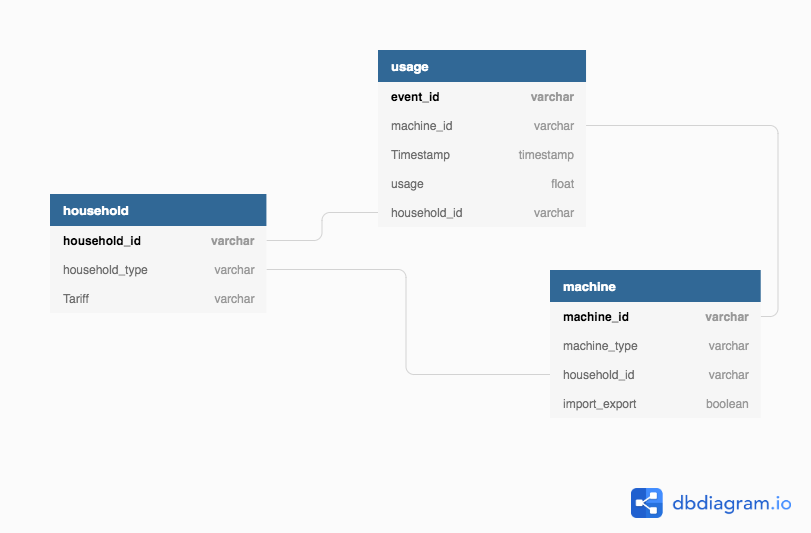 usage
event_id varchar
machine_id varchar
Timestamp timestamp
usage float
household_id varchar
household
household_id varchar
household_type varchar
Tariff varchar
machine
machine_id varchar
machine_type varchar
household_id varchar
import_export boolean
dbdiagram.io